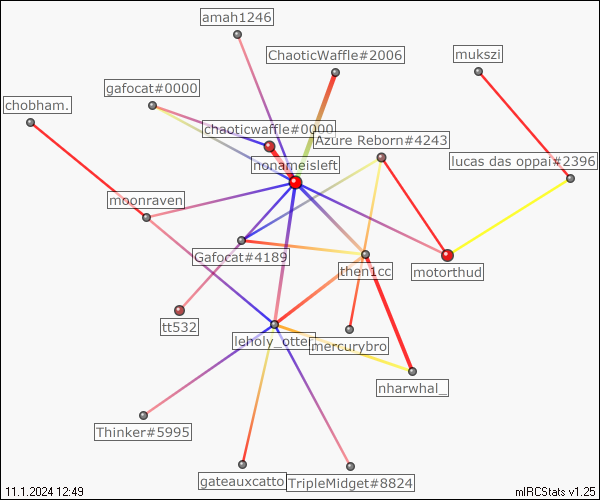 amah1246
ChaoticWaffle#2006
mukszi
gafocat#0000
chobham.
chaoticwaffle#0000
Azure Reborn#4243
nonameisleft
lucas das oppai#2396
moonraven
Gafocat#4189
then1cc
motorthud
tt532
leholy_otter
mercurybro
nharwhal_
Thinker#5995
gateauxcatto
TripleMidget#8824
11.1.2024 12:49
mIRCStats v1.25